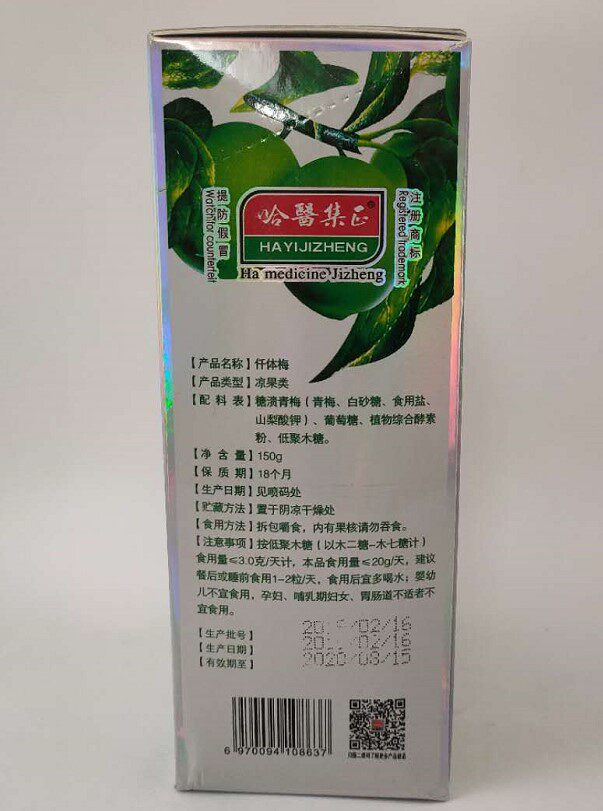 提防假冒
Watch for counterfeit
哈醫集正®
HAYIJIZHENG
Ha medicine Jizheng
注册商标
Registered trademark
【产品名称】仟体梅
【产品类型】凉果类
【配 料 表】糖渍青梅（青梅、白砂糖、食用盐、
山梨酸钾）、葡萄糖、植物综合酵素
粉、低聚木糖。
【净 含 量】150g
【保 质 期】18个月
【生产日期】见喷码处
【贮藏方法】置于阴凉干燥处
【食用方法】拆包嚼食，内有果核请勿吞食。
【注意事项】按低聚木糖（以木二糖-木七糖计）
食用量≤3.0克/天计，本品食用量≤20g/天，建议
餐后或睡前食用1-2粒/天，食用后宜多喝水；婴幼
儿不宜食用，孕妇、哺乳期妇女、胃肠道不适者不
宜食用。
【生产批号】
【生产日期】
【有效期至】2020/08/15
6 970094 108637